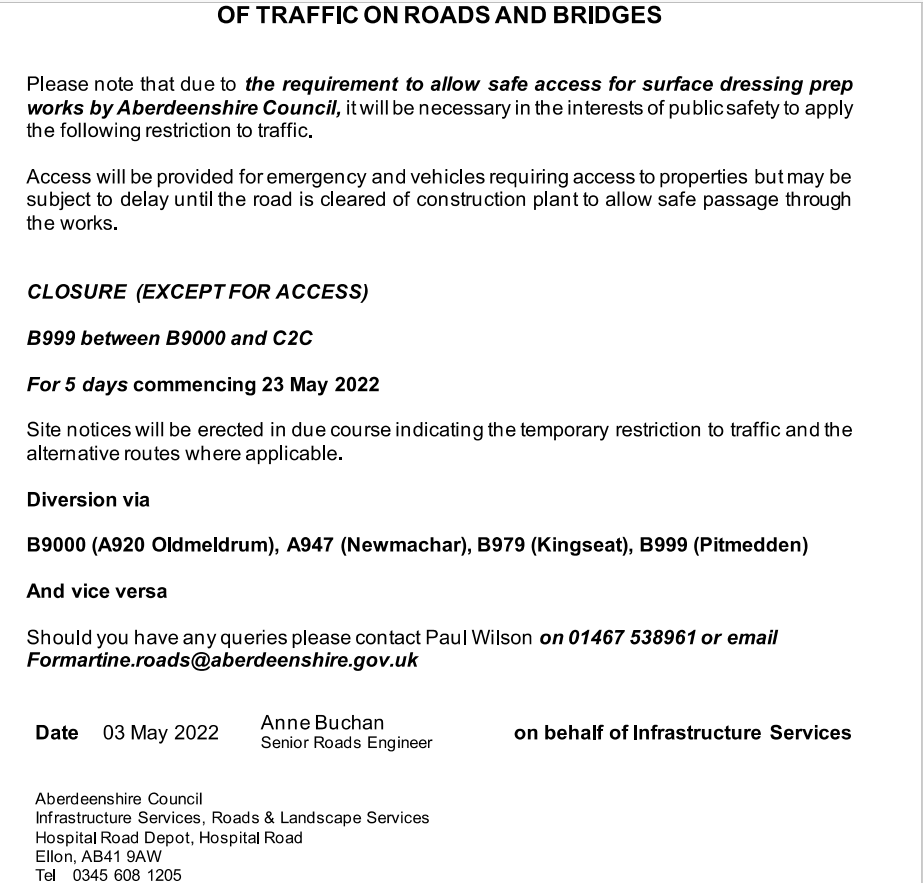 OF TRAFFIC ON ROADS AND BRIDGES
Please note that due to the requirement to allow safe access for surface dressing prep
works by Aberdeenshire Council, it will be necessary in the interests of public safety to apply
the following restriction to traffic.
Access will be provided for emergency and vehicles requiring access to properties but may be
subject to delay until the road is cleared of construction plant to allow safe passage through
the works.
CLOSURE (EXCEPT FOR ACCESS)
B999 between B9000 and C2C
For 5 days commencing 23 May 2022
Site notices will be erected in due course indicating the temporary restriction to traffic and the
alternative routes where applicable.
Diversion via
B9000 (A920 Oldmeldrum), A947 (Newmachar), B979 (Kingseat), B999 (Pitmedden)
And vice versa
Should you have any queries please contact Paul Wilson on 01467 538961 or email
Formartine.roads@aberdeenshire.gov.uk
Date 03 May 2022 Anne Buchan on behalf of Infrastructure Services
Senior Roads Engineer
Aberdeenshire Council
Infrastructure Services, Roads & Landscape Services
Hospital Road Depot, Hospital Road
Ellon, AB41 9AW
Tel 0345 608 1205